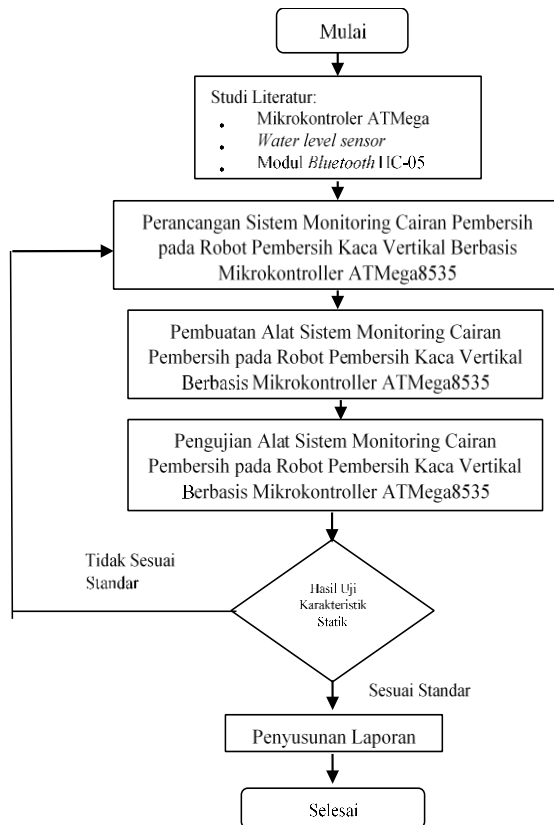 Mulai
Studi Literatur:
• Mikrokontroler ATMega
• Water level sensor
• Modul Bluetooth HC-05
Perancangan Sistem Monitoring Cairan Pembersih
pada Robot Pembersih Kaca Vertikal Berbasis
Mikrokontroller ATMega8535
Pembuatan Alat Sistem Monitoring Cairan
Pembersih pada Robot Pembersih Kaca Vertikal
Berbasis Mikrokontroller ATMega8535
Pengujian Alat Sistem Monitoring Cairan
Pembersih pada Robot Pembersih Kaca Vertikal
Berbasis Mikrokontroller ATMega8535
Tidak Sesuai
Standar
Hasil Uji
Karakteristik
Statik
Sesuai Standar
Penyusunan Laporan
Selesai